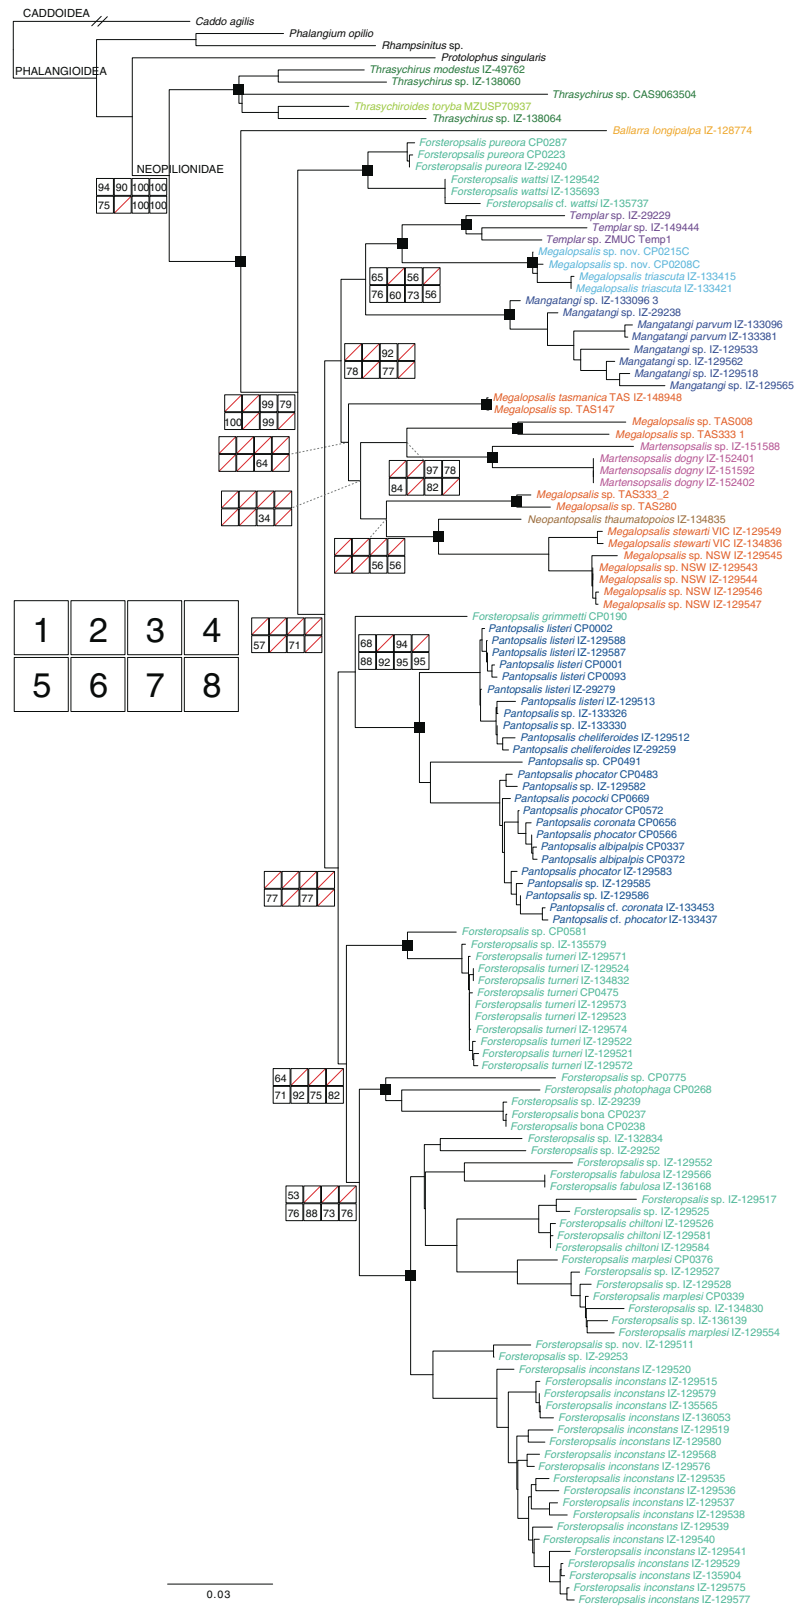 CADDOIDEA
Caddo agilis
Phalangium opilio
Rhampsinitus sp.
Protolophus singularis
PHALANGIOIDEA
Thrasychirus modestus IZ-49762
Thrasychirus sp. IZ-138060
Thrasychirus sp. CAS9063504
Thrasychiroides toryba MZUSP70937
Thrasychirus sp. IZ-138064
Ballarra longipalpa IZ-128774
Forsteropsalis pureora CP0287
Forsteropsalis pureora CP0223
Forsteropsalis pureora IZ-29240
NEOPILIONIDAE
Forsteropsalis wattsi IZ-129542
94 90 100 100
Forsteropsalis wattsi IZ-135693
75 100 100
Forsteropsalis cf. wattsi IZ-135737
Templar sp. IZ-29229
Templar sp. IZ-149444
Templar sp. ZMUC Temp1
Megalopsalis sp. nov. CP0215C
Megalopsalis sp. nov. CP0208C
65 56
Megalopsalis triascuta IZ-133415
Megalopsalis triascuta IZ-133421
76 60 73 56
Mangatangi sp. IZ-133096 3
Mangatangi sp. IZ-29238
Mangatangi parvum IZ-133096
Mangatangi parvum IZ-133381
Mangatangi sp. IZ-129533
92
Mangatangi sp. IZ-129562
78 77
Mangatangi sp. IZ-129518
Mangatangi sp. IZ-129565
Megalopsalis tasmanica TAS IZ-148948
99 79
Megalopsalis sp. TAS147
100 99
Megalopsalis sp. TAS008
Megalopsalis sp. TAS333 1
Martensopsalis sp. IZ-151588
64
Martensopsalis dogny IZ-152401
97 78
Martensopsalis dogny IZ-151592
Martensopsalis dogny IZ-152402
84 82
Megalopsalis sp. TAS333_2
Megalopsalis sp. TAS280
34
Neopantopsalis thaumatopoios IZ-134835
Megalopsalis stewarti VIC IZ-129549
Megalopsalis stewarti VIC IZ-134836
Megalopsalis sp. NSW IZ-129545
56 56
Megalopsalis sp. NSW IZ-129543
Megalopsalis sp. NSW IZ-129544
Megalopsalis sp. NSW IZ-129546
Megalopsalis sp. NSW IZ-129547
Forsteropsalis grimmetti CP0190
1 2 3 4
5 6 7 8
Pantopsalis listeri CP0002
Pantopsalis listeri IZ-129588
57 71
68 94
Pantopsalis listeri IZ-129587
88 92 95 95
Pantopsalis listeri CP0001
Pantopsalis listeri CP0093
Pantopsalis listeri IZ-29279
Pantopsalis listeri IZ-129513
Pantopsalis sp. IZ-133326
Pantopsalis sp. IZ-133330
Pantopsalis cheliferoides IZ-129512
Pantopsalis cheliferoides IZ-29259
Pantopsalis sp. CP0491
Pantopsalis phocator CP0483
Pantopsalis sp. IZ-129582
Pantopsalis pococki CP0669
Pantopsalis phocator CP0572
Pantopsalis coronata CP0656
Pantopsalis phocator CP0566
Pantopsalis albipalpis CP0337
Pantopsalis albipalpis CP0372
Pantopsalis phocator IZ-129583
Pantopsalis sp. IZ-129585
77 77
Pantopsalis sp. IZ-129586
Pantopsalis cf. coronata IZ-133453
Pantopsalis cf. phocator IZ-133437
Forsteropsalis sp. CP0581
Forsteropsalis sp. IZ-135579
Forsteropsalis turneri IZ-129571
Forsteropsalis turneri IZ-129524
Forsteropsalis turneri IZ-134832
Forsteropsalis turneri CP0475
Forsteropsalis turneri IZ-129573
Forsteropsalis turneri IZ-129523
Forsteropsalis turneri IZ-129574
Forsteropsalis turneri IZ-129522
Forsteropsalis turneri IZ-129521
Forsteropsalis turneri IZ-129572
64
Forsteropsalis sp. CP0775
71 92 75 82
Forsteropsalis photophaga CP0268
Forsteropsalis sp. IZ-29239
Forsteropsalis bona CP0237
Forsteropsalis bona CP0238
Forsteropsalis sp. IZ-132834
Forsteropsalis sp. IZ-29252
Forsteropsalis sp. IZ-129552
Forsteropsalis fabulosa IZ-129566
Forsteropsalis fabulosa IZ-136168
53
Forsteropsalis sp. IZ-129517
76 88 73 76
Forsteropsalis sp. IZ-129525
Forsteropsalis chiltoni IZ-129526
Forsteropsalis chiltoni IZ-129581
Forsteropsalis chiltoni IZ-129584
Forsteropsalis marplesi CP0376
Forsteropsalis sp. IZ-129527
Forsteropsalis sp. IZ-129528
Forsteropsalis marplesi CP0339
Forsteropsalis sp. IZ-134830
Forsteropsalis sp. IZ-136139
Forsteropsalis marplesi IZ-129554
Forsteropsalis sp. nov. IZ-129511
Forsteropsalis sp. IZ-29253
Forsteropsalis inconstans IZ-129520
Forsteropsalis inconstans IZ-129515
Forsteropsalis inconstans IZ-129579
Forsteropsalis inconstans IZ-135565
Forsteropsalis inconstans IZ-136053
Forsteropsalis inconstans IZ-129519
Forsteropsalis inconstans IZ-129580
Forsteropsalis inconstans IZ-129568
Forsteropsalis inconstans IZ-129576
Forsteropsalis inconstans IZ-129535
Forsteropsalis inconstans IZ-129536
Forsteropsalis inconstans IZ-129537
Forsteropsalis inconstans IZ-129538
Forsteropsalis inconstans IZ-129539
Forsteropsalis inconstans IZ-129540
Forsteropsalis inconstans IZ-129541
Forsteropsalis inconstans IZ-129529
Forsteropsalis inconstans IZ-135904
Forsteropsalis inconstans IZ-129575
Forsteropsalis inconstans IZ-129577
0.03